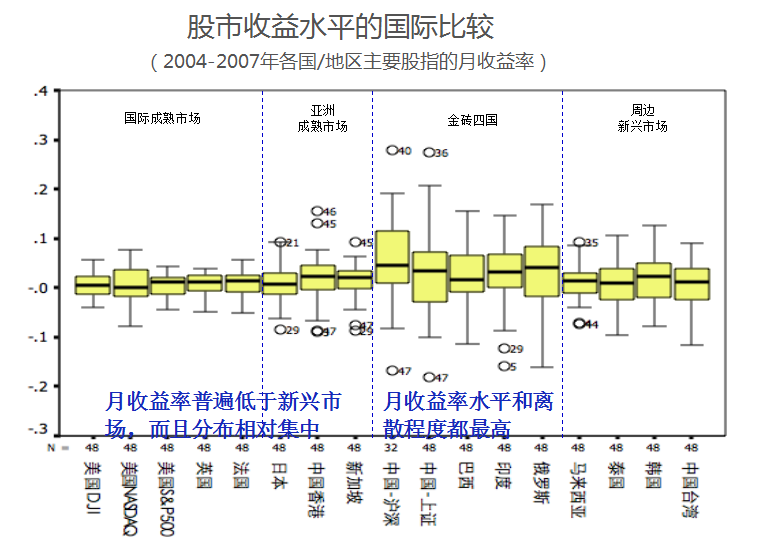 股市收益水平的国际比较
（2004-2007年各国/地区主要股指的月收益率）
.4
.3
.2
.1
-.0
-.1
-.2
-.3
国际成熟市场
亚洲
成熟市场
金砖四国
周边
新兴市场
40
36
46
45
21
45
35
29
37
47
29
47
47
29
5
44
月收益率普遍低于新兴市
场，而且分布相对集中
月收益率水平和离
散程度都最高
N = 48 48 48 48 48 48 48 48 32 48 48 48 48 48 48 48 48
美国DJI
美国NASDAQ
美国S&P500
英国
法国
日本
中国香港
新加坡
中国-沪深
中国-上证
巴西
印度
俄罗斯
马来西亚
泰国
韩国
中国台湾